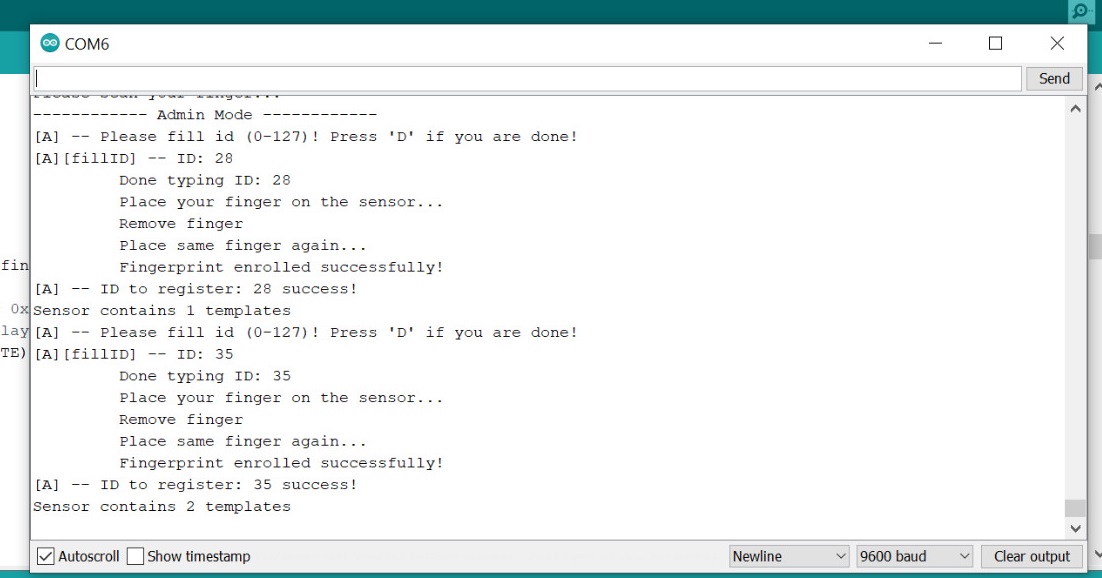 COM6
Send
------------ Admin Mode ------------
[A] -- Please fill id (0-127)! Press 'D' if you are done!
[A][fillID] -- ID: 28
Done typing ID: 28
Place your finger on the sensor...
Remove finger
Place same finger again...
Fingerprint enrolled successfully!
[A] -- ID to register: 28 success!
Sensor contains 1 templates
[A] -- Please fill id (0-127)! Press 'D' if you are done!
[A][fillID] -- ID: 35
Done typing ID: 35
Place your finger on the sensor...
Remove finger
Place same finger again...
Fingerprint enrolled successfully!
[A] -- ID to register: 35 success!
Sensor contains 2 templates
fin
0x
lay
TE)
Autoscroll Show timestamp Newline 9600 baud Clear output